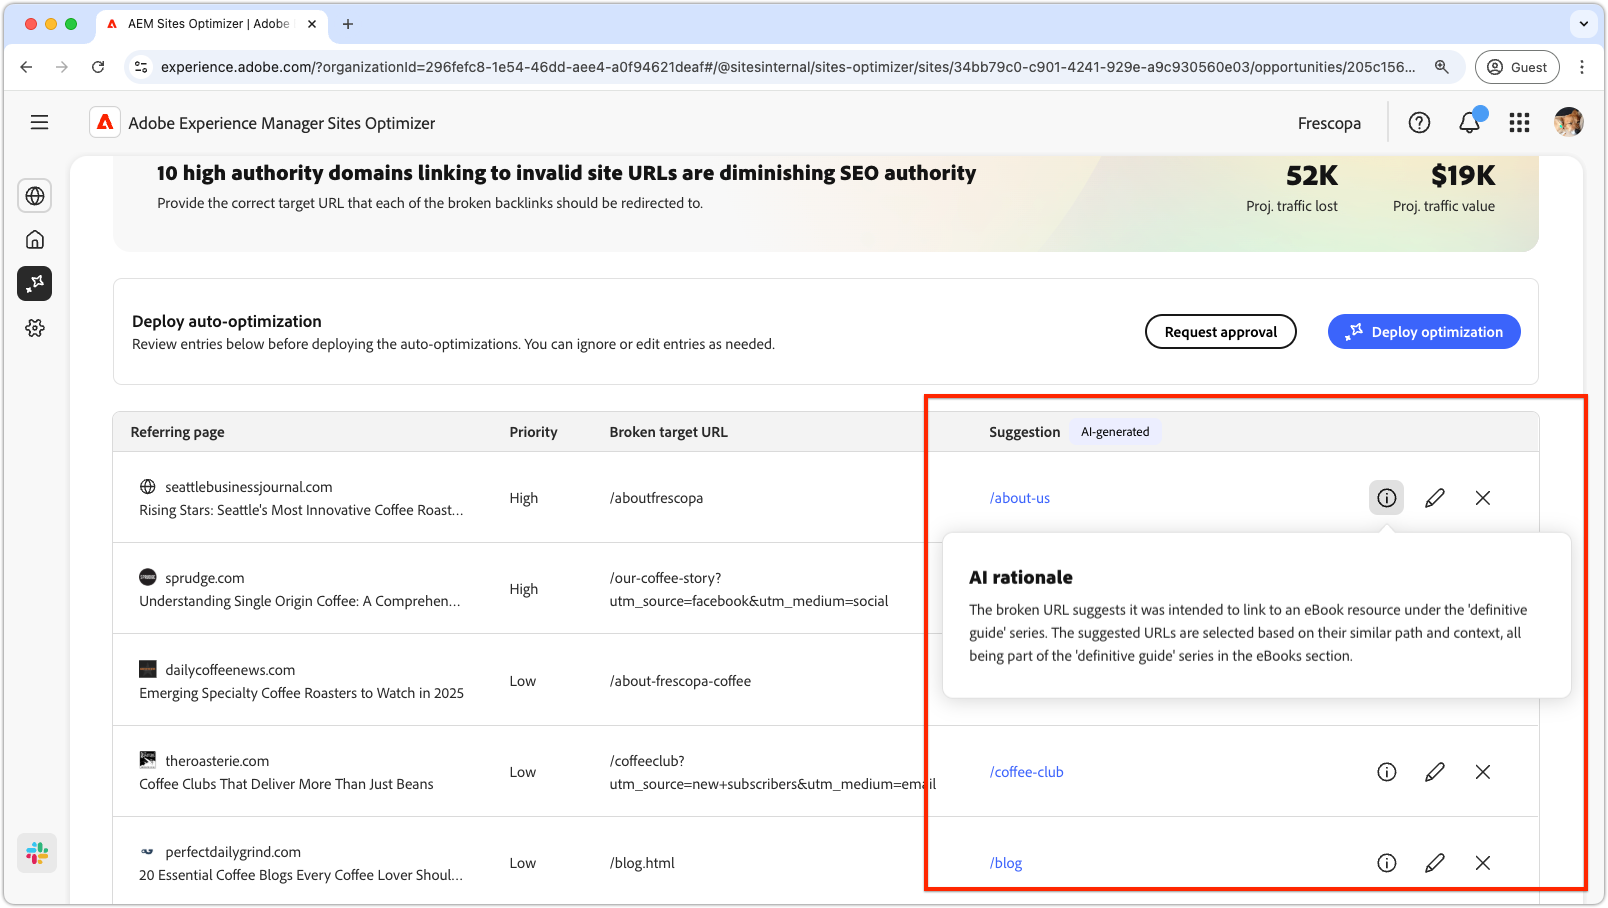 AEM Sites Optimizer | Adobe
experience.adobe.com/?organizationId=296fefc8-1e54-46dd-aee4-a0f94621deaf#/@sitesinternal/sites-optimizer/sites/34bb79c0-c901-4241-929e-a9c930560e03/opportunities/205c156...
Guest
Adobe Experience Manager Sites Optimizer
Frescopa
10 high authority domains linking to invalid site URLs are diminishing SEO authority
52K
$19K
Provide the correct target URL that each of the broken backlinks should be redirected to.
Proj. traffic lost
Proj. traffic value
Deploy auto-optimization
Review entries below before deploying the auto-optimizations. You can ignore or edit entries as needed.
Request approval
Deploy optimization
Referring page
Priority
Broken target URL
Suggestion
AI-generated
seattlebusinessjournal.com
Rising Stars: Seattle's Most Innovative Coffee Roast...
High
/aboutfrescopa
/about-us
AI rationale
The broken URL suggests it was intended to link to an eBook resource under the 'definitive
guide' series. The suggested URLs are selected based on their similar path and context, all
being part of the 'definitive guide' series in the eBooks section.
sprudge.com
Understanding Single Origin Coffee: A Comprehen...
High
/our-coffee-story?
utm_source=facebook&utm_medium=social
dailycoffeenews.com
Emerging Specialty Coffee Roasters to Watch in 2025
Low
/about-frescopa-coffee
theroasterie.com
Coffee Clubs That Deliver More Than Just Beans
Low
/coffeeclub?
utm_source=new+subscribers&utm_medium=email
/coffee-club
perfectdailygrind.com
20 Essential Coffee Blogs Every Coffee Lover Shoul...
Low
/blog.html
/blog